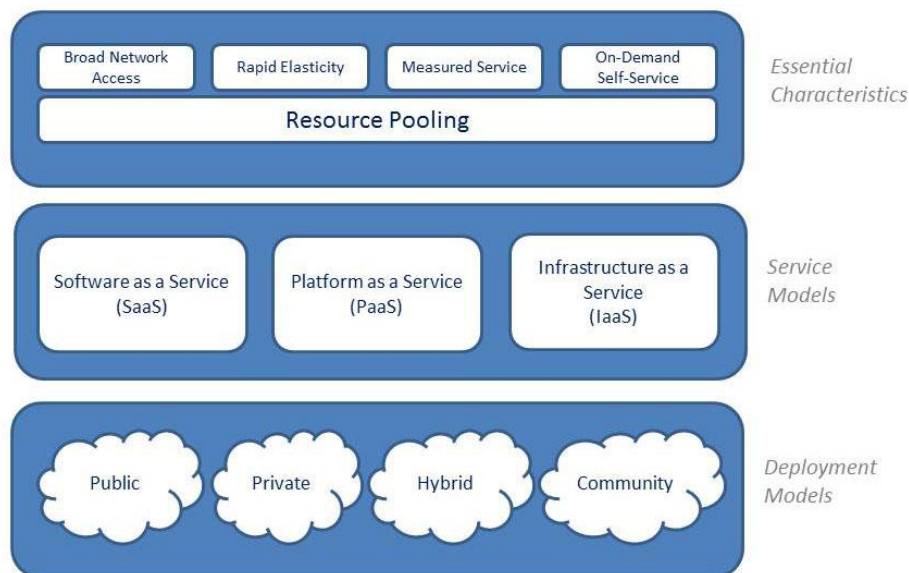 Broad Network
Access
Rapid Elasticity
Measured Service
On-Demand
Self-Service
Resource Pooling
Essential
Characteristics
Software as a Service
(SaaS)
Platform as a Service
(PaaS)
Infrastructure as a
Service
(IaaS)
Service
Models
Public
Private
Hybrid
Community
Deployment
Models